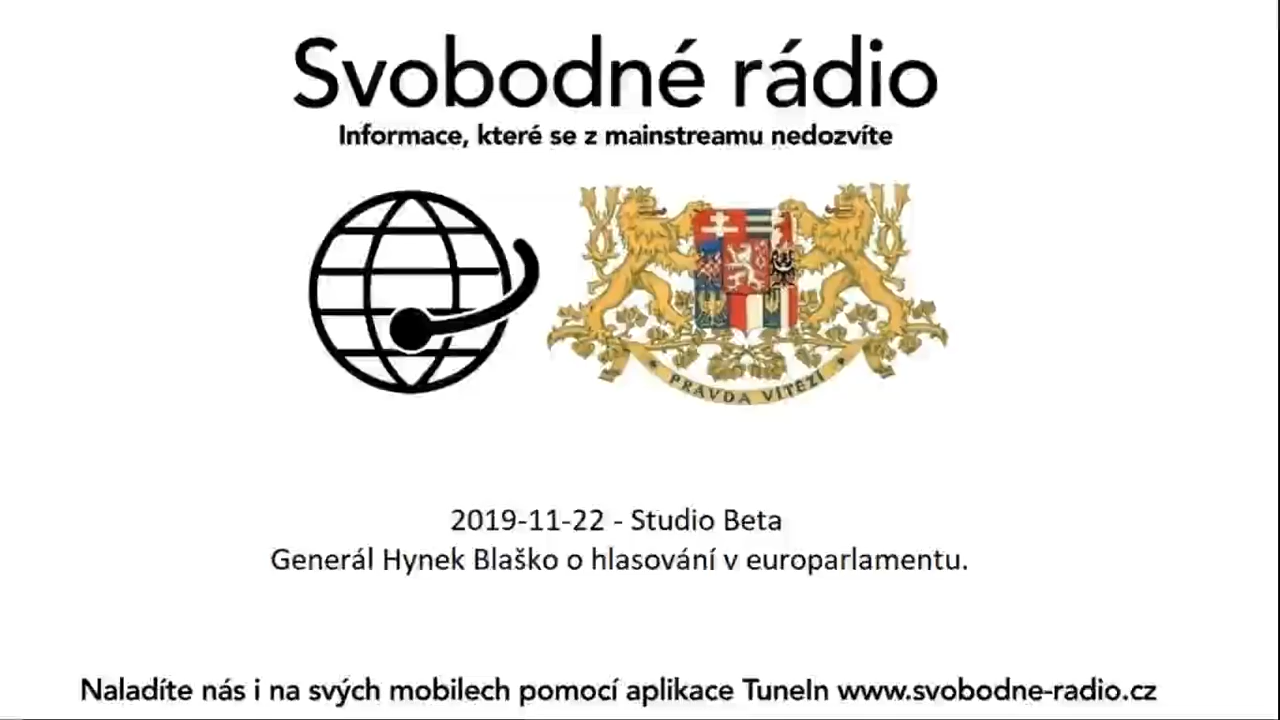 Svobodné rádio
Informace, které se z mainstreamu nedozvíte
PRAVDA VÍTĚZÍ
2019-11-22 - Studio Beta
Generál Hynek Blaško o hlasování v europarlamentu.
Naladíte nás i na svých mobilech pomocí aplikace TuneIn www.svobodne-radio.cz